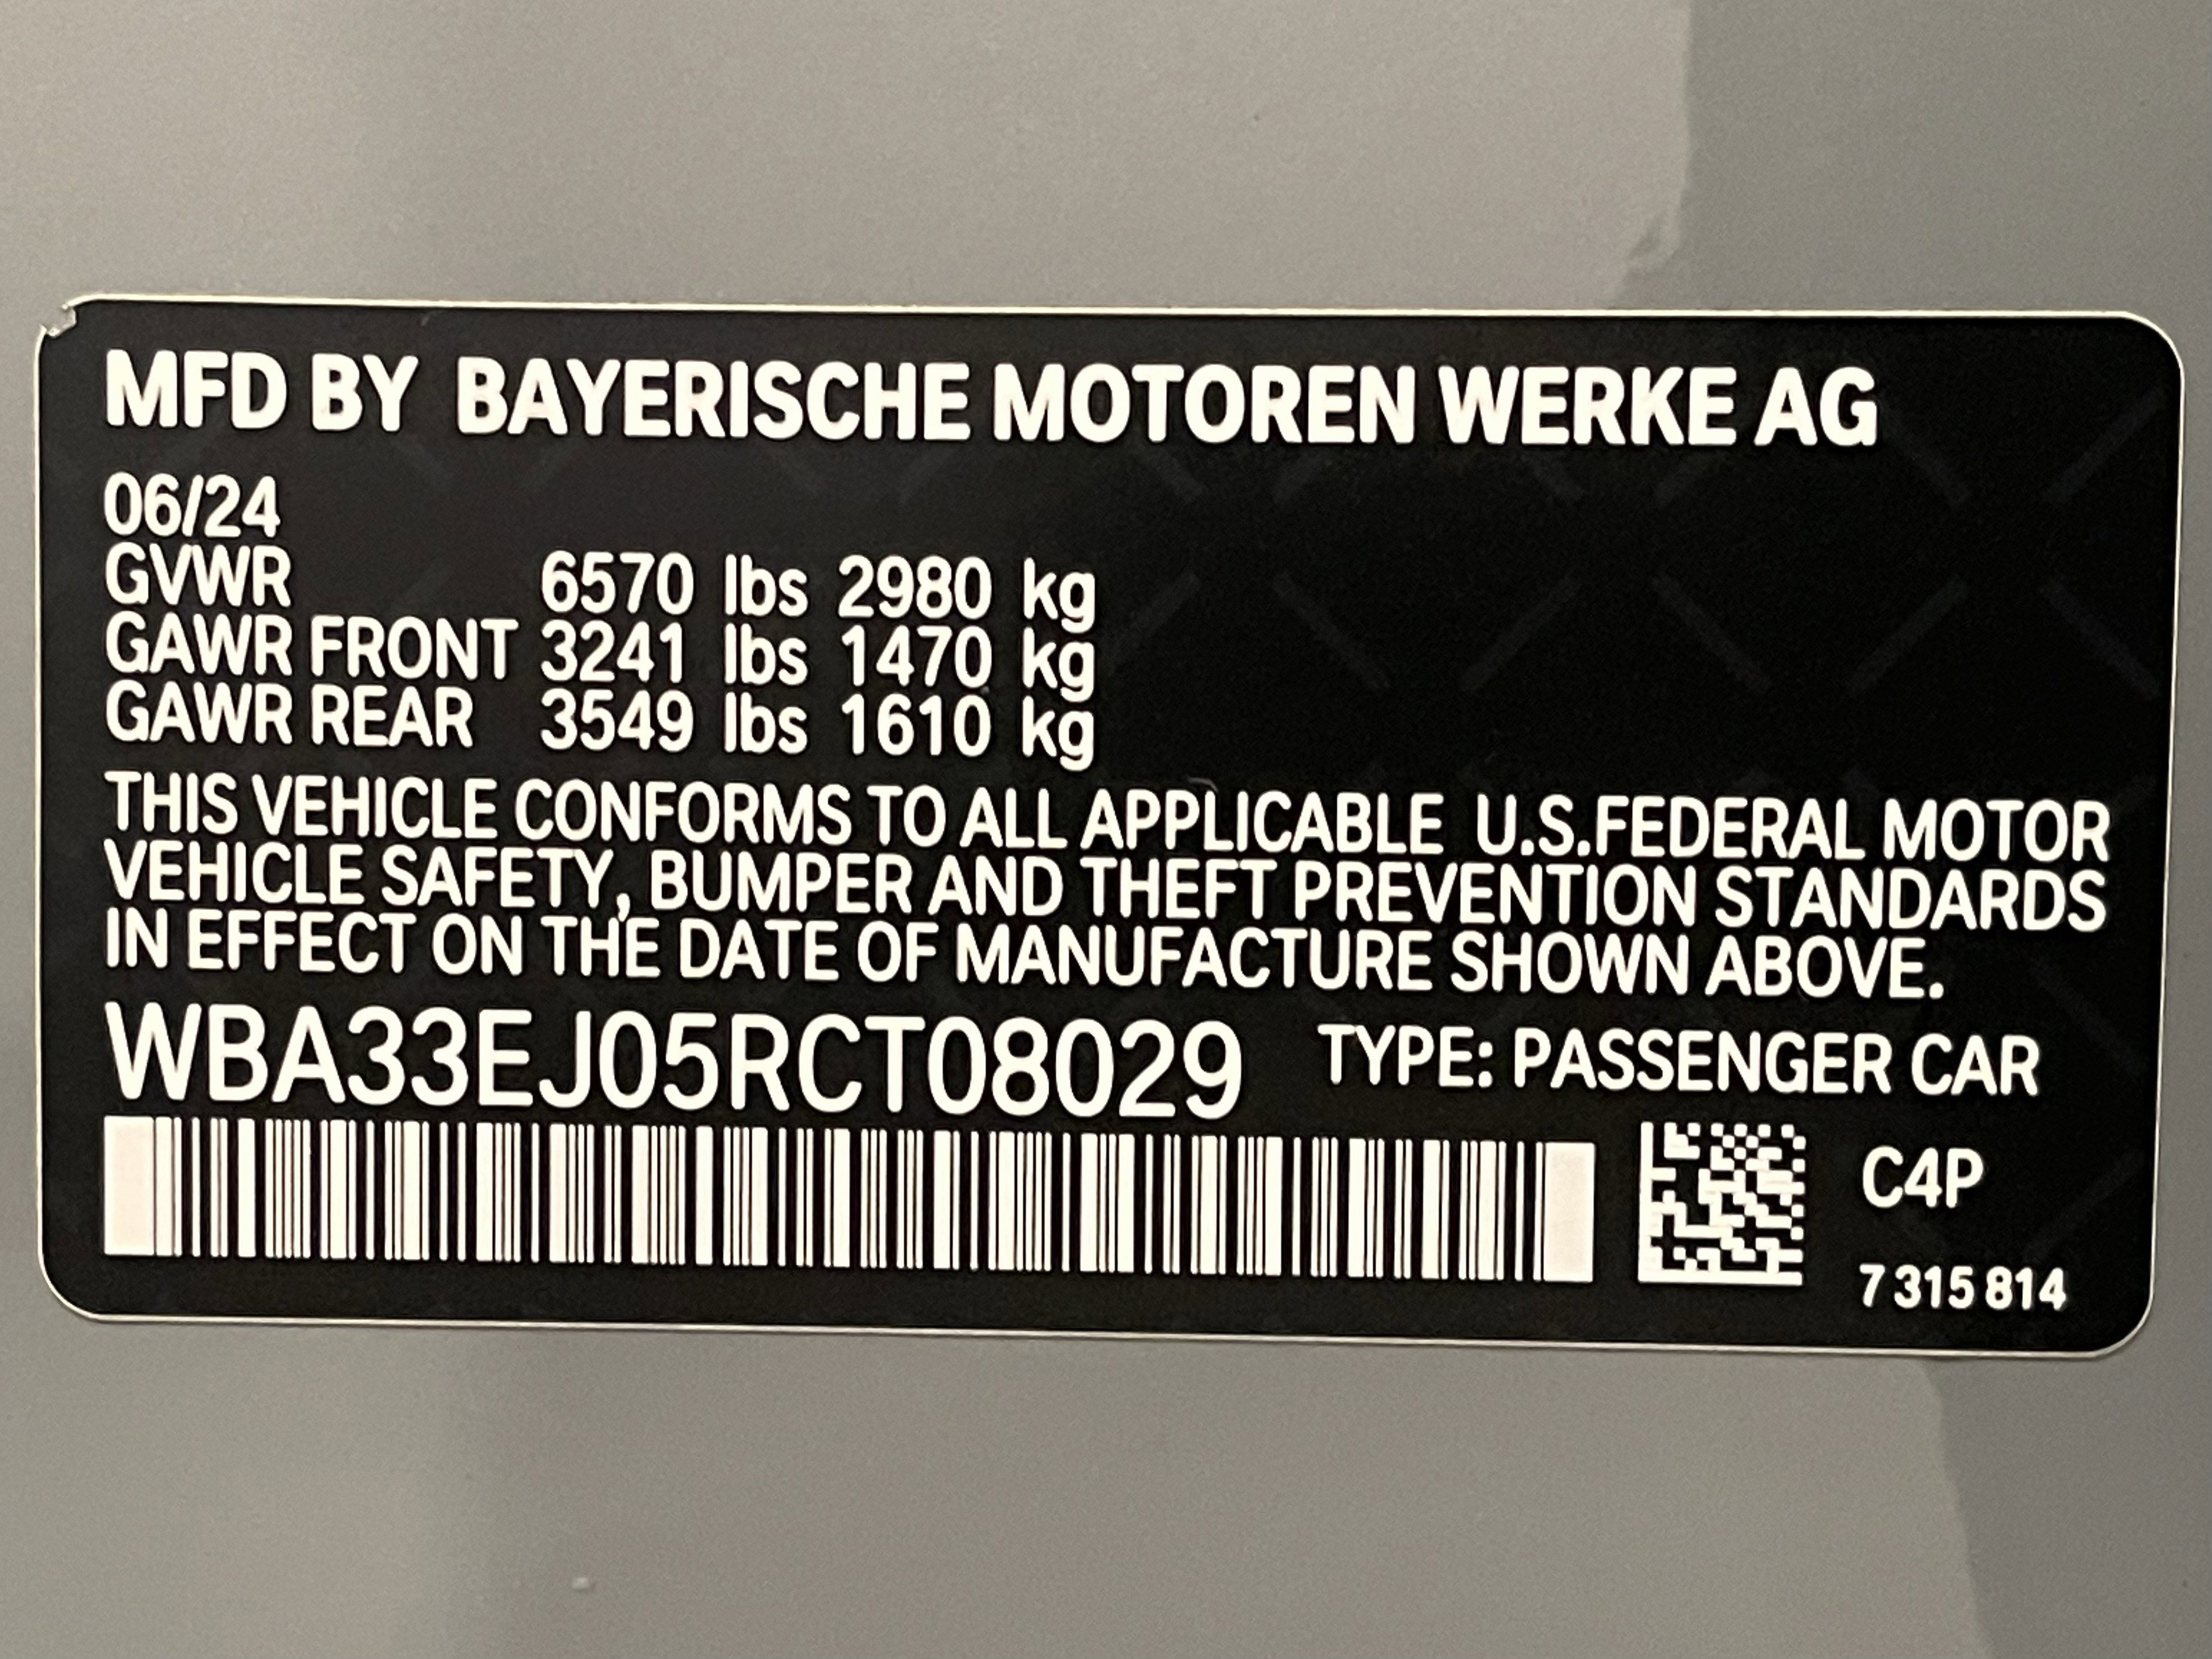 MFD BY BAYERISCHE MOTOREN WERKE AG
06/24
GVWR 6570 lbs 2980 kg
GAWR FRONT 3241 lbs 1470 kg
GAWR REAR 3549 lbs 1610 kg
THIS VEHICLE CONFORMS TO ALL APPLICABLE U.S.FEDERAL MOTOR
VEHICLE SAFETY, BUMPER AND THEFT PREVENTION STANDARDS
IN EFFECT ON THE DATE OF MANUFACTURE SHOWN ABOVE.
WBA33EJ05RCT08029 TYPE: PASSENGER CAR
C4P
7 315 814